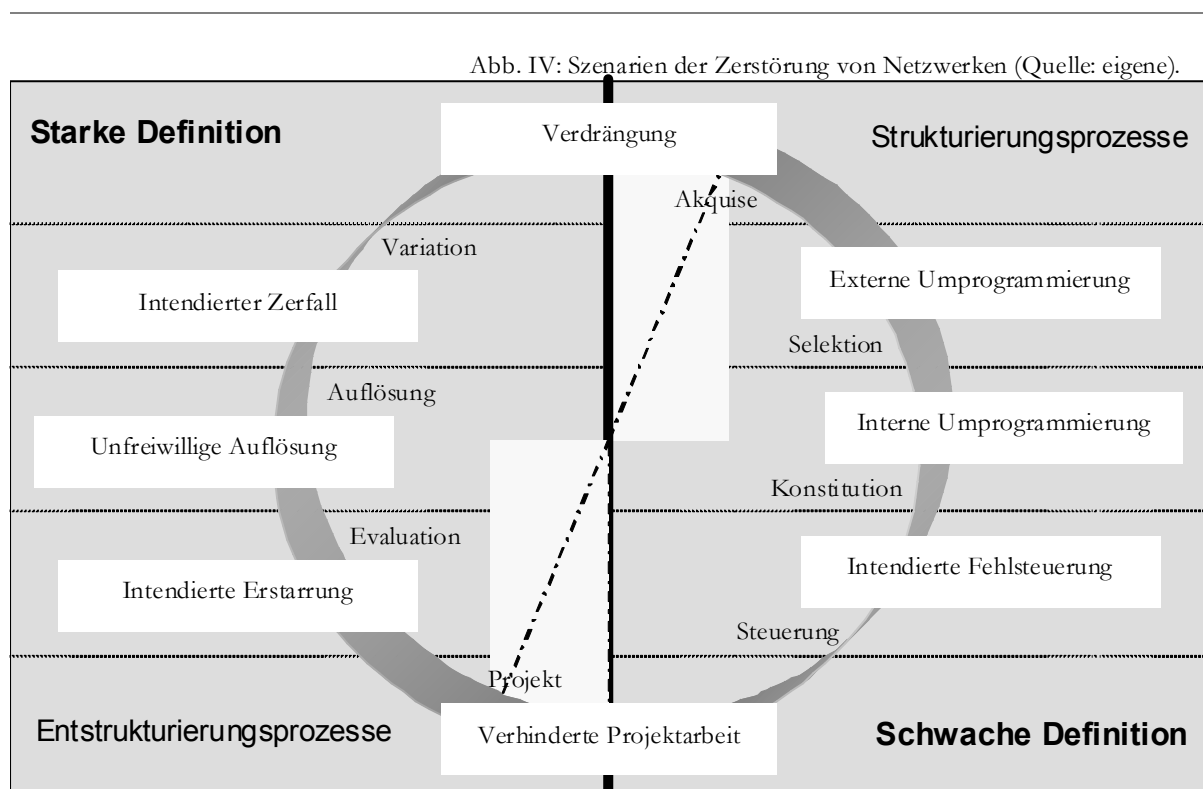 Abb. IV: Szenarien der Zerstörung von Netzwerken (Quelle: eigene).
Starke Definition
Verdrängung
Strukturierungsprozesse
Akquise
Variation
Externe Umprogrammierung
Intendierter Zerfall
Selektion
Auflösung
Interne Umprogrammierung
Unfreiwillige Auflösung
Konstitution
Evaluation
Intendierte Fehlsteuerung
Intendierte Erstarrung
Steuerung
Projekt
Entstrukturierungsprozesse
Verhinderte Projektarbeit
Schwache Definition